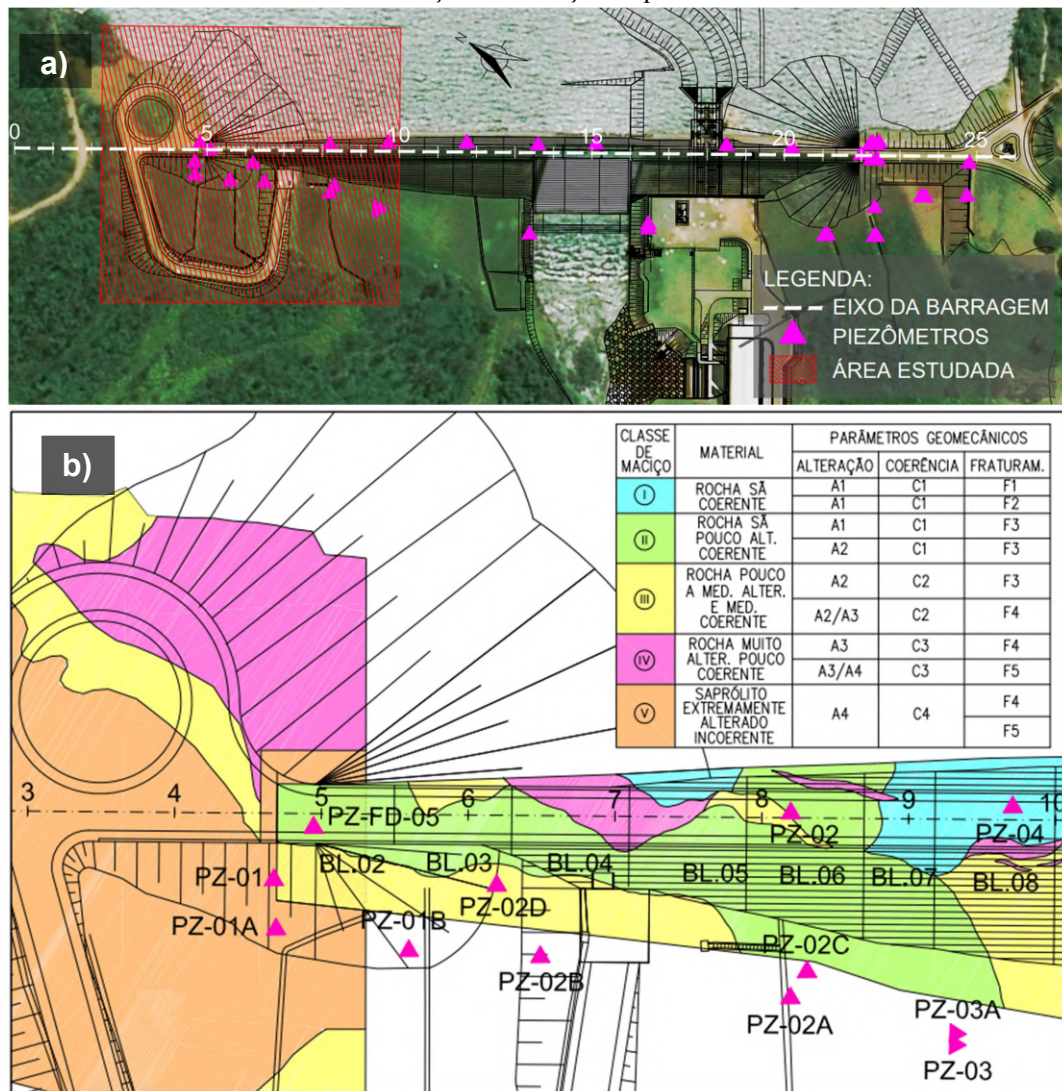 a)
N
0
5
10
15
20
25
LEGENDA:
EIXO DA BARRAGEM
PIEZÔMETROS
ÁREA ESTUDADA
b)
CLASSE DE MACIÇO
MATERIAL
PARÂMETROS GEOMECÂNICOS
ALTERAÇÃO
COERÊNCIA
FRATURAM.
I
ROCHA SÃ
COERENTE
A1
C1
F1
A1
C1
F2
II
ROCHA SÃ
POUCO ALT.
COERENTE
A1
C1
F3
A2
C1
F3
III
ROCHA POUCO
A MED. ALTER.
E MED.
COERENTE
A2
C2
F3
A2/A3
C2
F4
IV
ROCHA MUITO
ALTER. POUCO
COERENTE
A3
C3
F4
A3/A4
C3
F5
V
SAPRÓLITO
EXTREMAMENTE
ALTERADO
INCOERENTE
A4
C4
F4
F5
3
4
5
6
7
8
9
PZ-FD-05
PZ-02
PZ-04
BL.02
BL.03
BL.04
BL.05
BL.06
BL.07
BL.08
PZ-01
PZ-02D
PZ-01A
PZ-01B
PZ-02B
PZ-02C
PZ-02A
PZ-03A
PZ-03